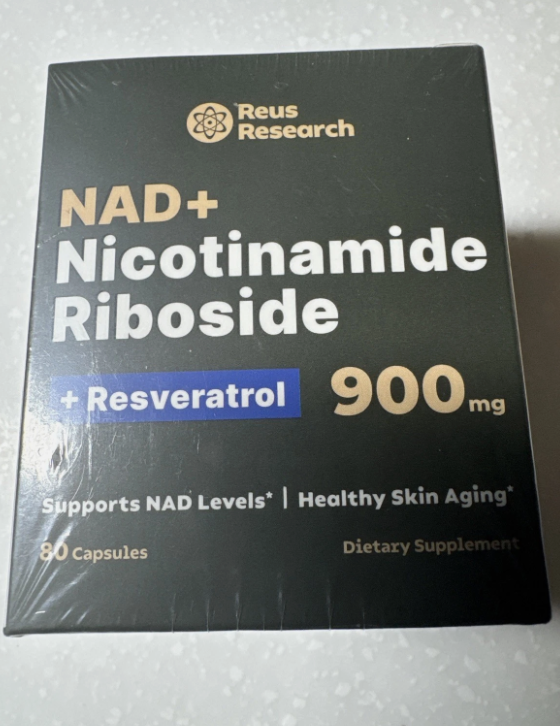 Reus
Research
NAD+
Nicotinamide
Riboside
+ Resveratrol 900mg
Supports NAD Levels* | Healthy Skin Aging*
80 Capsules Dietary Supplement